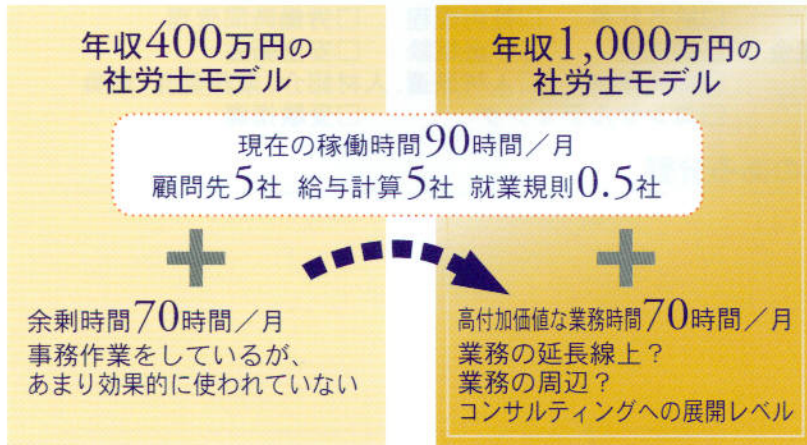 年収400万円の
社労士モデル
年収1,000万円の
社労士モデル
現在の稼働時間90時間／月
顧問先5社 給与計算5社 就業規則0.5社
余剰時間70時間／月
事務作業をしているが、
あまり効果的に使われていない
高付加価値な業務時間70時間／月
業務の延長線上？
業務の周辺？
コンサルティングへの展開レベル